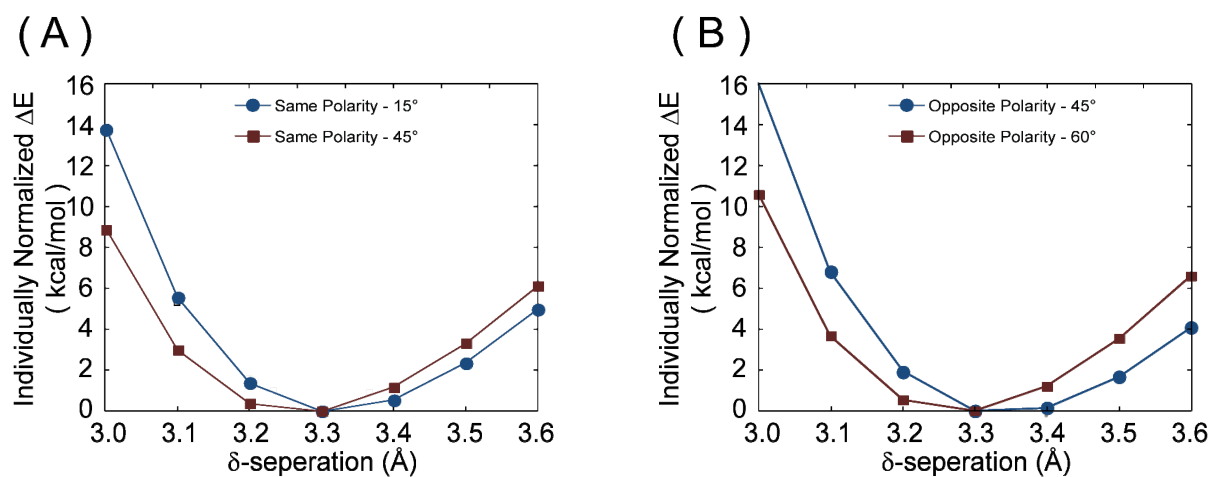 ( A )
Individually Normalized ΔE
( kcal/mol)
16
14
12
10
8
6
4
2
0
Same Polarity - 15°
Same Polarity - 45°
3.0 3.1 3.2 3.3 3.4 3.5 3.6
δ-seperation (Å)
( B )
Individually Normalized ΔE
( kcal/mol)
16
14
12
10
8
6
4
2
0
Opposite Polarity - 45°
Opposite Polarity - 60°
3.0 3.1 3.2 3.3 3.4 3.5 3.6
δ-seperation (Å)